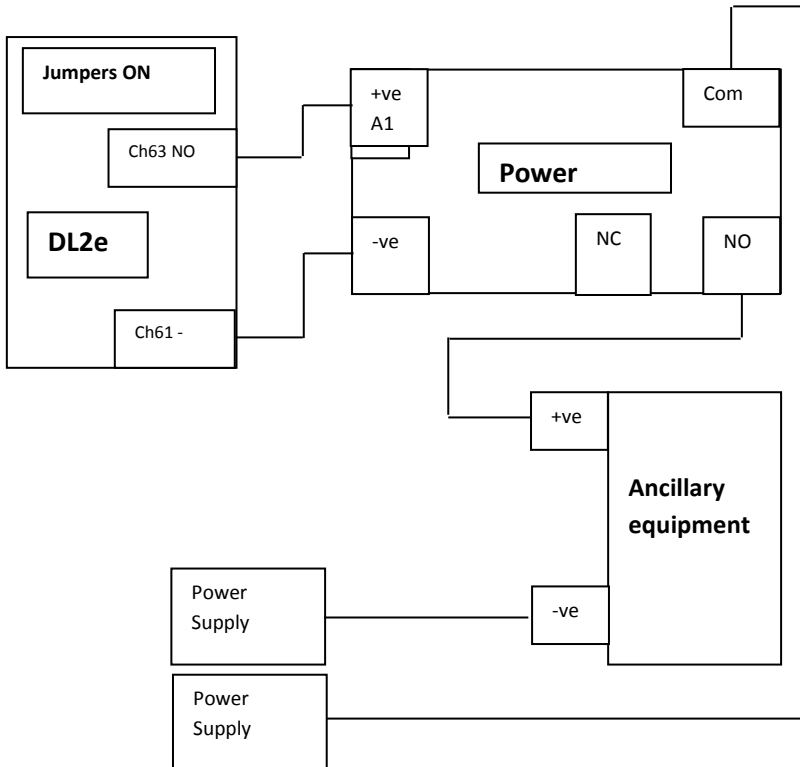 Jumpers ON
Ch63 NO
DL2e
Ch61 -
+ve
A1
Com
Power
-ve
NC
NO
+ve
Ancillary
equipment
-ve
Power
Supply
Power
Supply